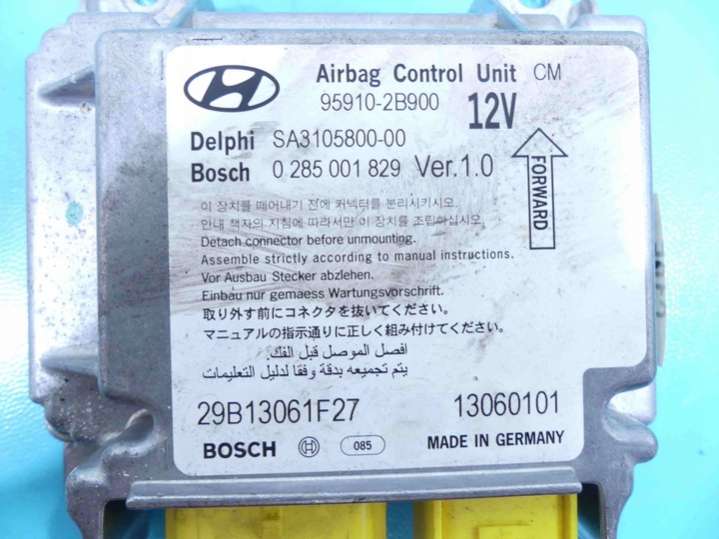 Airbag Control Unit CM
95910-2B900 12V
Delphi SA3105800-00
Bosch 0 285 001 829 Ver.1.0
FORWARD
이 장치를 떼어내기 전에 커넥터를 분리시키시오.
안내 책자의 지침에 따라서만 이 장치를 조립하십시오.
Detach connector before unmounting.
Assemble strictly according to manual instructions.
Vor Ausbau Stecker abziehen.
Einbau nur gemaess Wartungsvorschrift.
取り外す前にコネクタを抜いてください。
マニュアルの指示通りに正しく組み付けてください。
افصل الموصل قبل الفك.
يتم تجميعه بدقة وفقا لدليل التعليمات
29B13061F27 13060101
BOSCH 085 MADE IN GERMANY